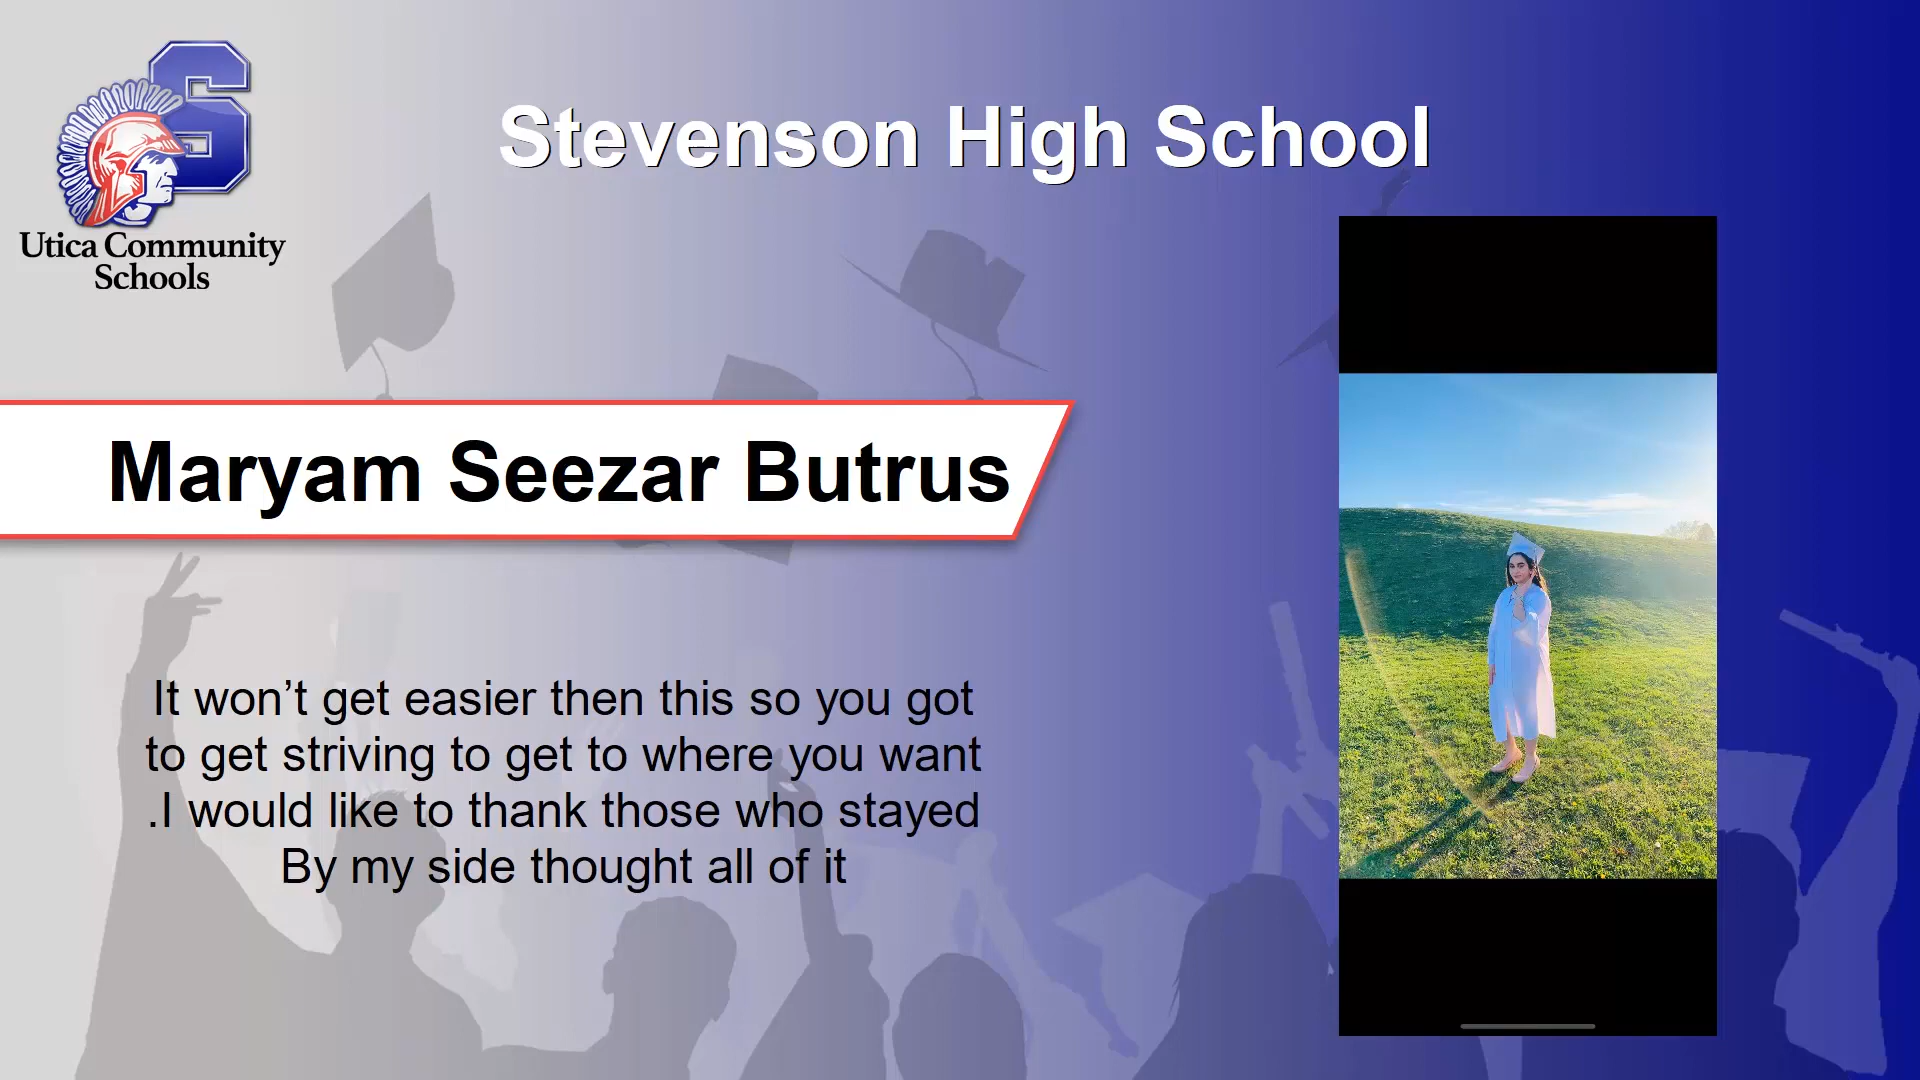 Stevenson High School
Utica Community
Schools
Maryam Seezar Butrus
It won’t get easier then this so you got
to get striving to get to where you want
.I would like to thank those who stayed
By my side thought all of it